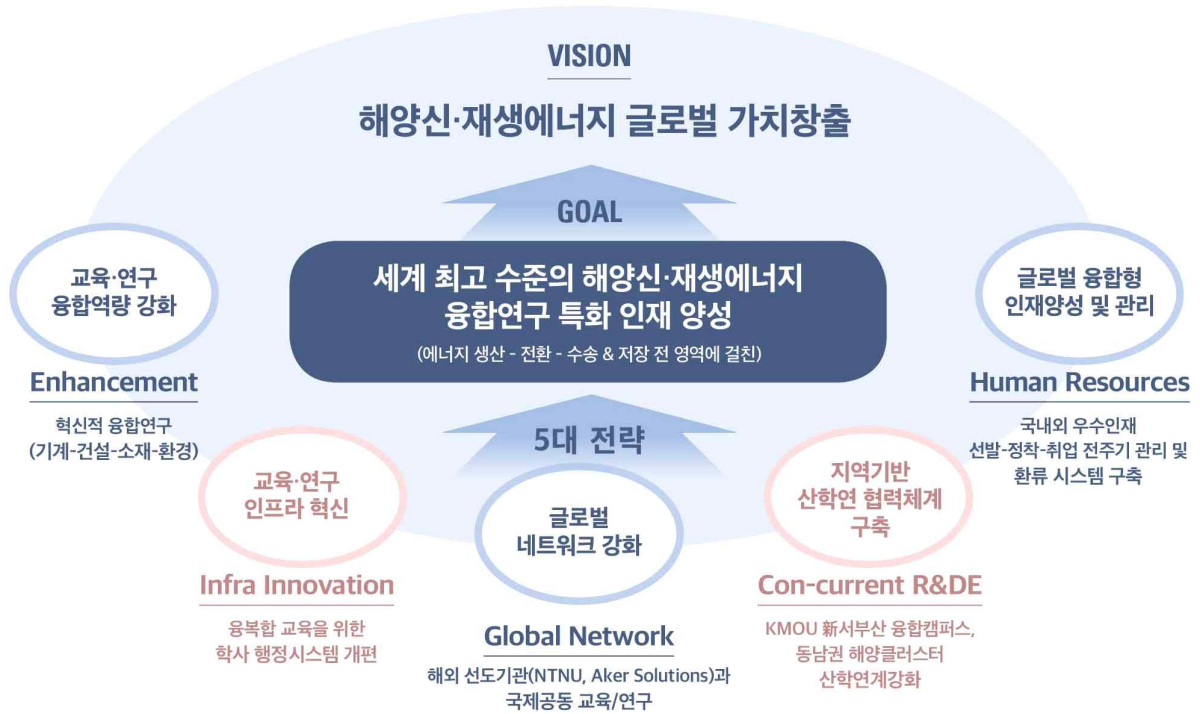 VISION
해양신·재생에너지 글로벌 가치창출
GOAL
세계 최고 수준의 해양신·재생에너지
융합연구 특화 인재 양성
(에너지 생산 - 전환 - 수송 & 저장 전 영역에 걸친)
5대 전략
교육·연구
융합역량 강화
Enhancement
혁신적 융합연구
(기계-건설-소재-환경)
교육·연구
인프라 혁신
Infra Innovation
융복합 교육을 위한
학사 행정시스템 개편
글로벌
네트워크 강화
Global Network
해외 선도기관(NTNU, Aker Solutions)과
국제공동 교육/연구
지역기반
산학연 협력체계
구축
Con-current R&DE
KMOU 新서부산 융합캠퍼스,
동남권 해양클러스터
산학연계강화
글로벌 융합형
인재양성 및 관리
Human Resources
국내외 우수인재
선발-정착-취업 전주기 관리 및
환류 시스템 구축